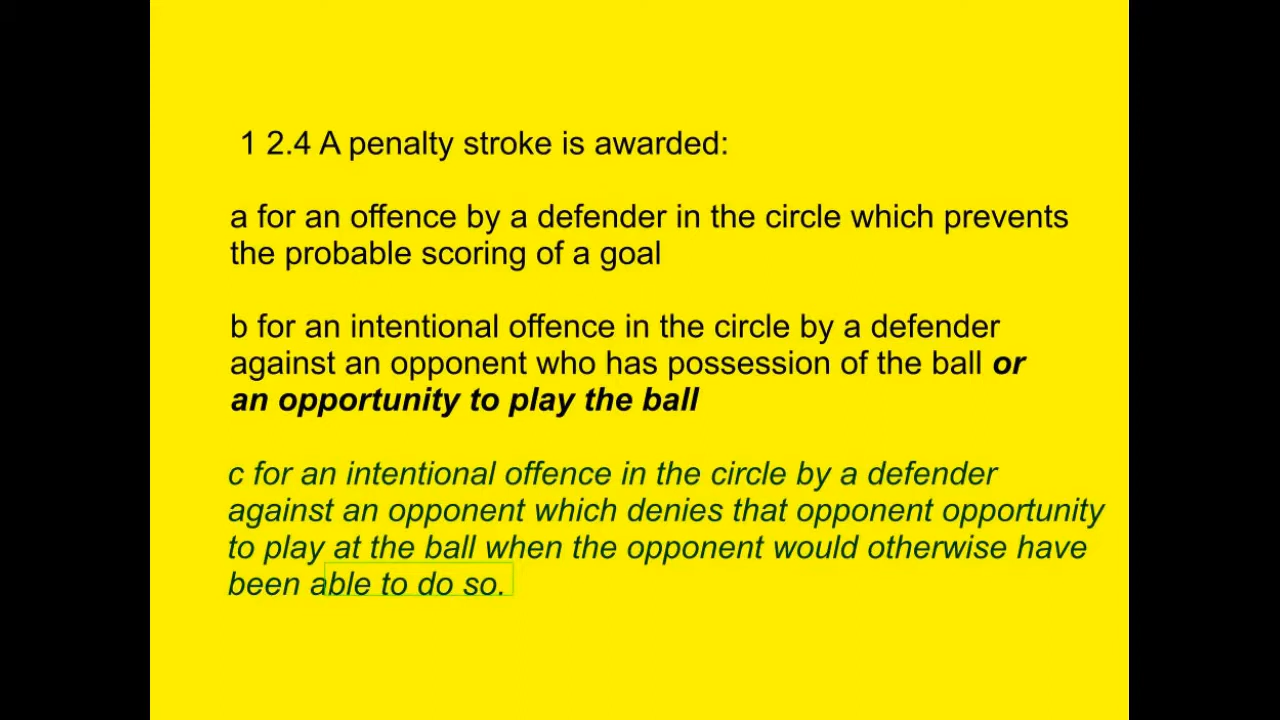 1 2.4 A penalty stroke is awarded:
a for an offence by a defender in the circle which prevents
the probable scoring of a goal
b for an intentional offence in the circle by a defender
against an opponent who has possession of the ball or
an opportunity to play the ball
c for an intentional offence in the circle by a defender
against an opponent which denies that opponent opportunity
to play at the ball when the opponent would otherwise have
been able to do so.